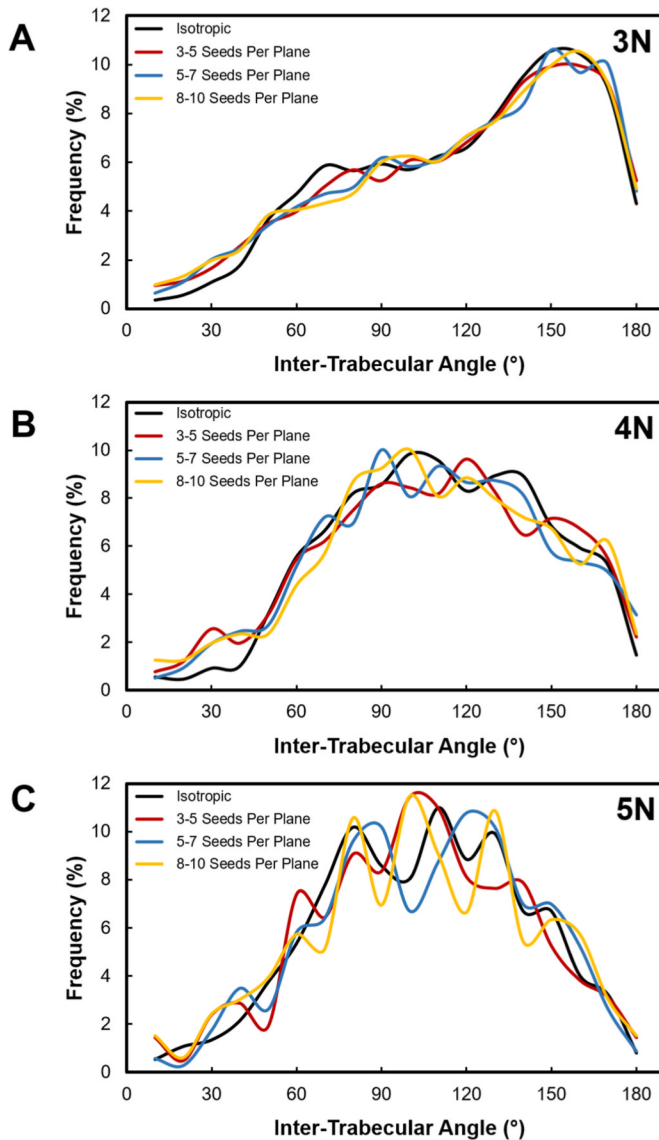 A
3N
Isotropic
3-5 Seeds Per Plane
5-7 Seeds Per Plane
8-10 Seeds Per Plane
Frequency (%)
12
10
8
6
4
2
0
0 30 60 90 120 150 180
Inter-Trabecular Angle (°)
B
4N
Isotropic
3-5 Seeds Per Plane
5-7 Seeds Per Plane
8-10 Seeds Per Plane
Frequency (%)
12
10
8
6
4
2
0
0 30 60 90 120 150 180
Inter-Trabecular Angle (°)
C
5N
Isotropic
3-5 Seeds Per Plane
5-7 Seeds Per Plane
8-10 Seeds Per Plane
Frequency (%)
12
10
8
6
4
2
0
0 30 60 90 120 150 180
Inter-Trabecular Angle (°)